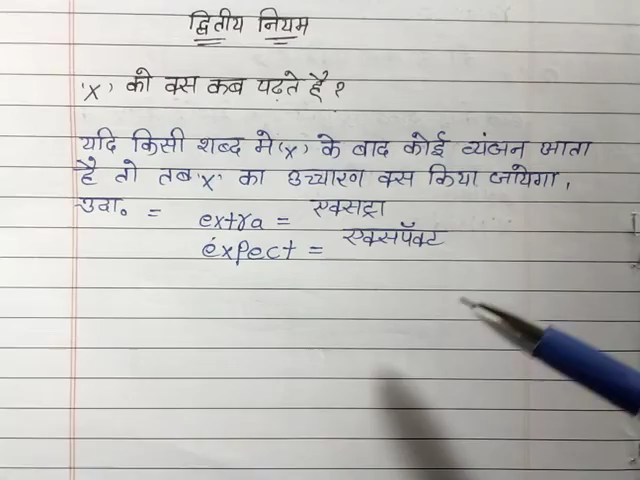 द्वितीय नियम
'X' को क्स कब पढ़ते है?
यदि किसी शब्द मे 'X' के बाद कोई व्यंजन आता
है तो तब 'X' का उच्चारण क्स किया जायेगा,
उदा० = extra = एक्सट्रा
expect = एक्सपॅक्ट